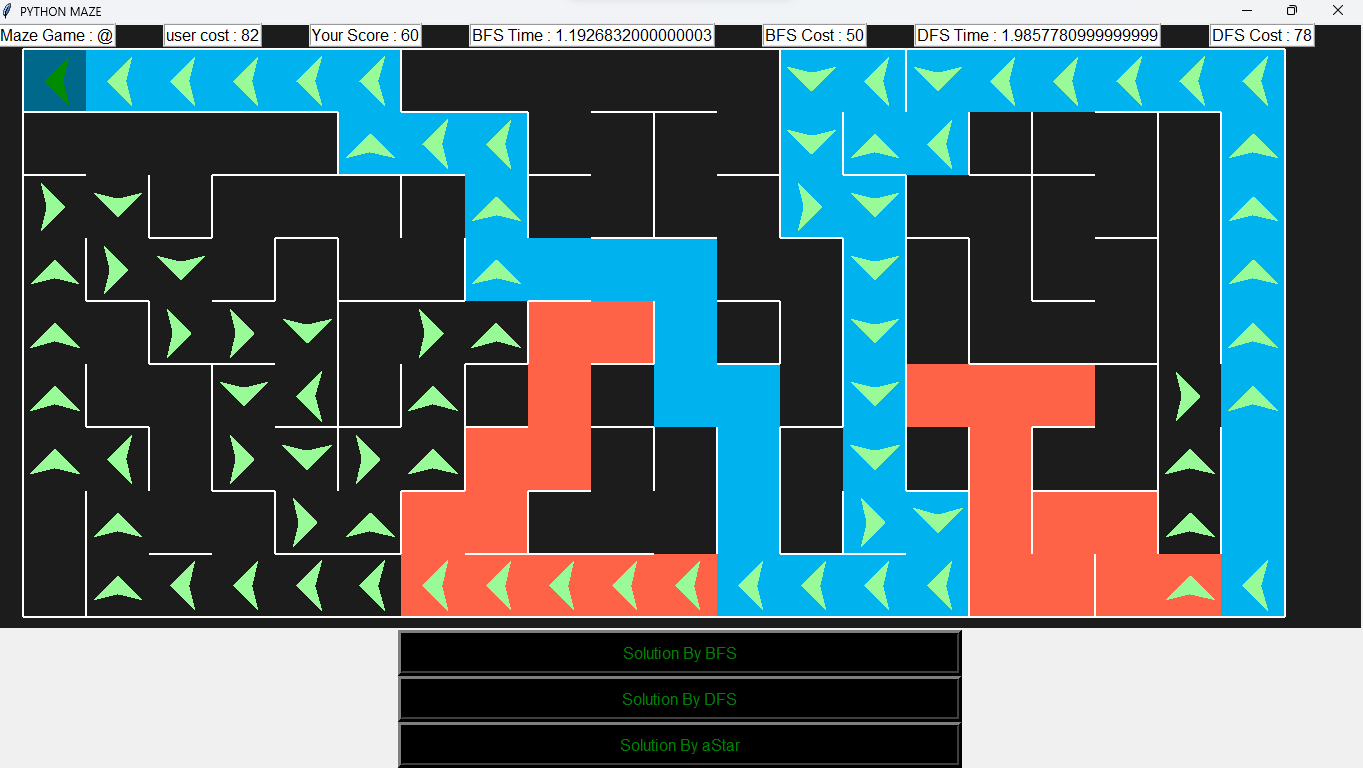 PYTHON MAZE
Maze Game : @ user cost : 82 Your Score : 60 BFS Time : 1.1926832000000003 BFS Cost : 50 DFS Time : 1.9857780999999999 DFS Cost : 78
Solution By BFS
Solution By DFS
Solution By aStar